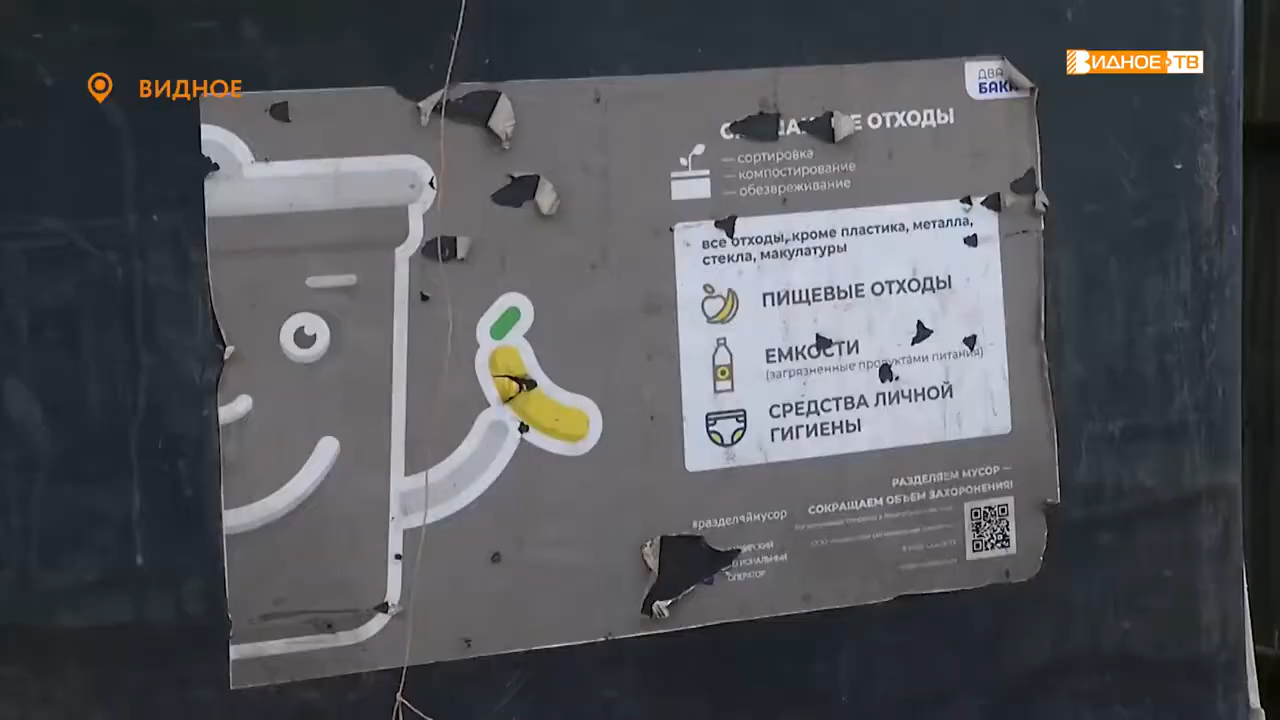 ВИДНОЕ
ВИДНОЕ ТВ
ДВА
БАКА
ОТХОДЫ
— сортировка
— компостирование
— обезвреживание
все отходы, кроме пластика, металла,
стекла, макулатуры
ПИЩЕВЫЕ ОТХОДЫ
ЕМКОСТИ
(загрязненные продуктами питания)
СРЕДСТВА ЛИЧНОЙ
ГИГИЕНЫ
РАЗДЕЛЯЕМ МУСОР —
СОКРАЩАЕМ ОБЪЕМ ЗАХОРОНЕНИЯ!
#разделяймусор
ОПЕРАТОР